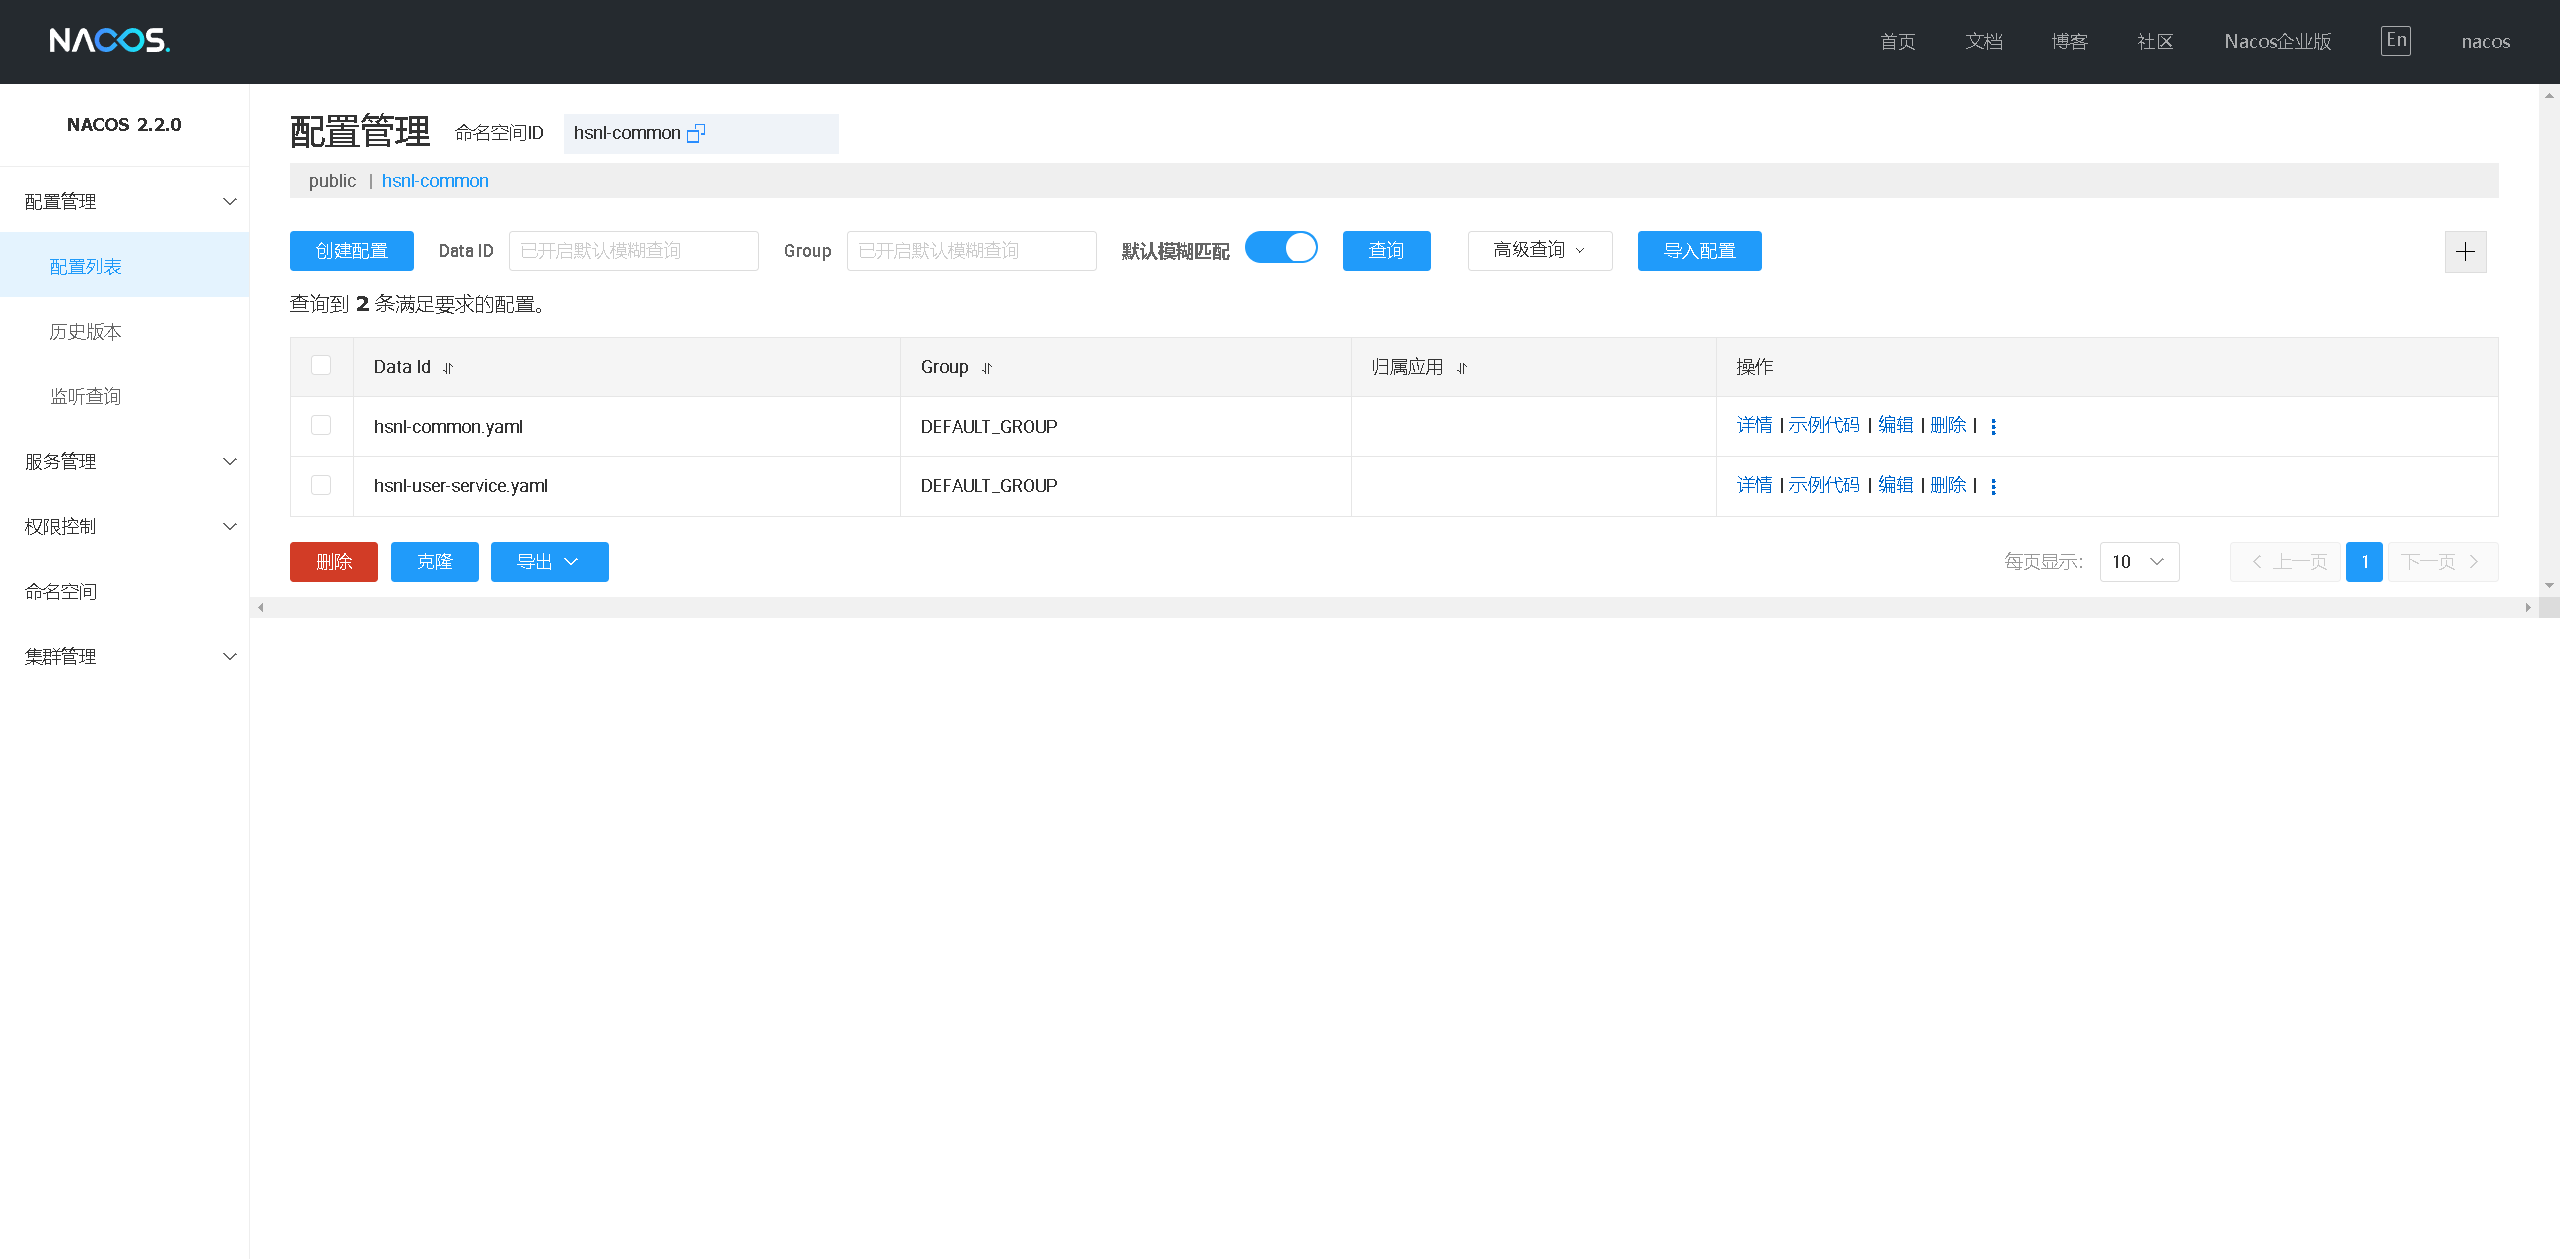 NACOS.
首页 文档 博客 社区 Nacos企业版 En nacos
NACOS 2.2.0
配置管理
配置列表
历史版本
监听查询
服务管理
权限控制
命名空间
集群管理
配置管理 命名空间ID hsnl-common
public | hsnl-common
创建配置 Data ID 已开启默认模糊查询 Group 已开启默认模糊查询 默认模糊匹配 查询 高级查询 导入配置
查询到 2 条满足要求的配置。
Data Id Group 归属应用 操作
hsnl-common.yaml DEFAULT_GROUP 详情 | 示例代码 | 编辑 | 删除 |
hsnl-user-service.yaml DEFAULT_GROUP 详情 | 示例代码 | 编辑 | 删除 |
删除 克隆 导出 每页显示: 10 上一页 1 下一页